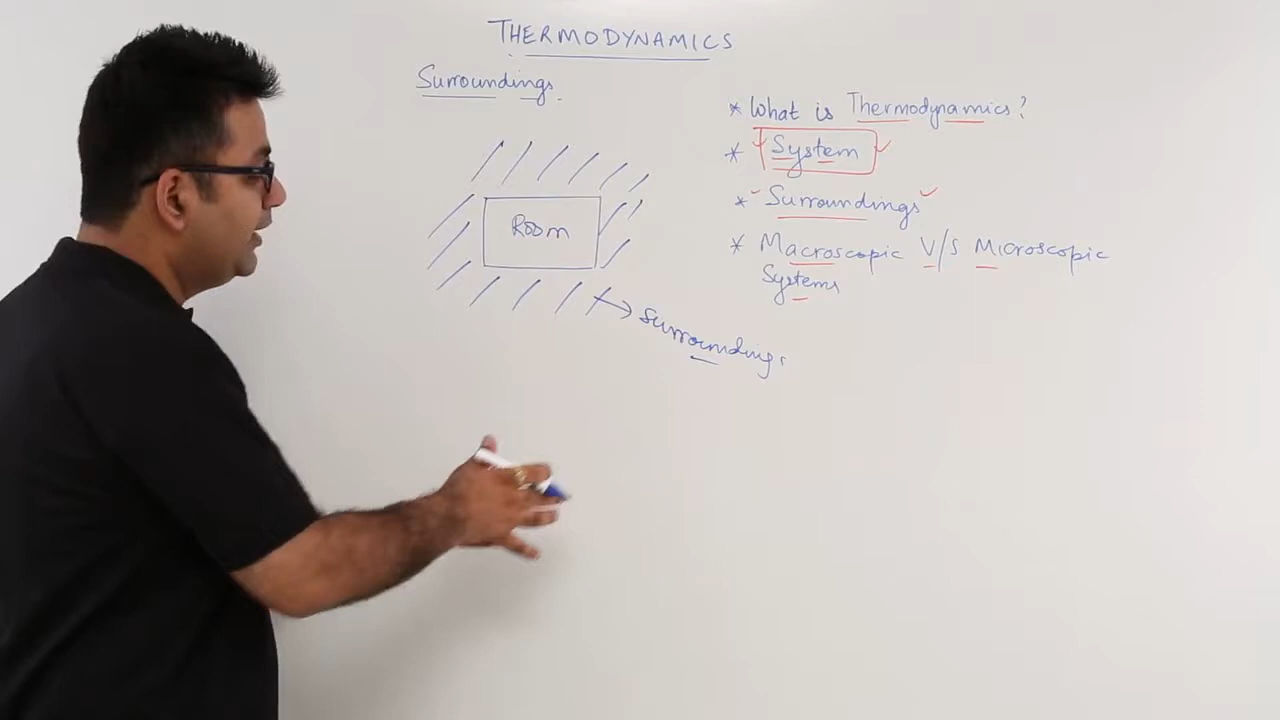 THERMODYNAMICS
Surroundings
* What is Thermodynamics?
* System
* Surroundings
* Macroscopic V/S Microscopic
Systems
Room
Surroundings